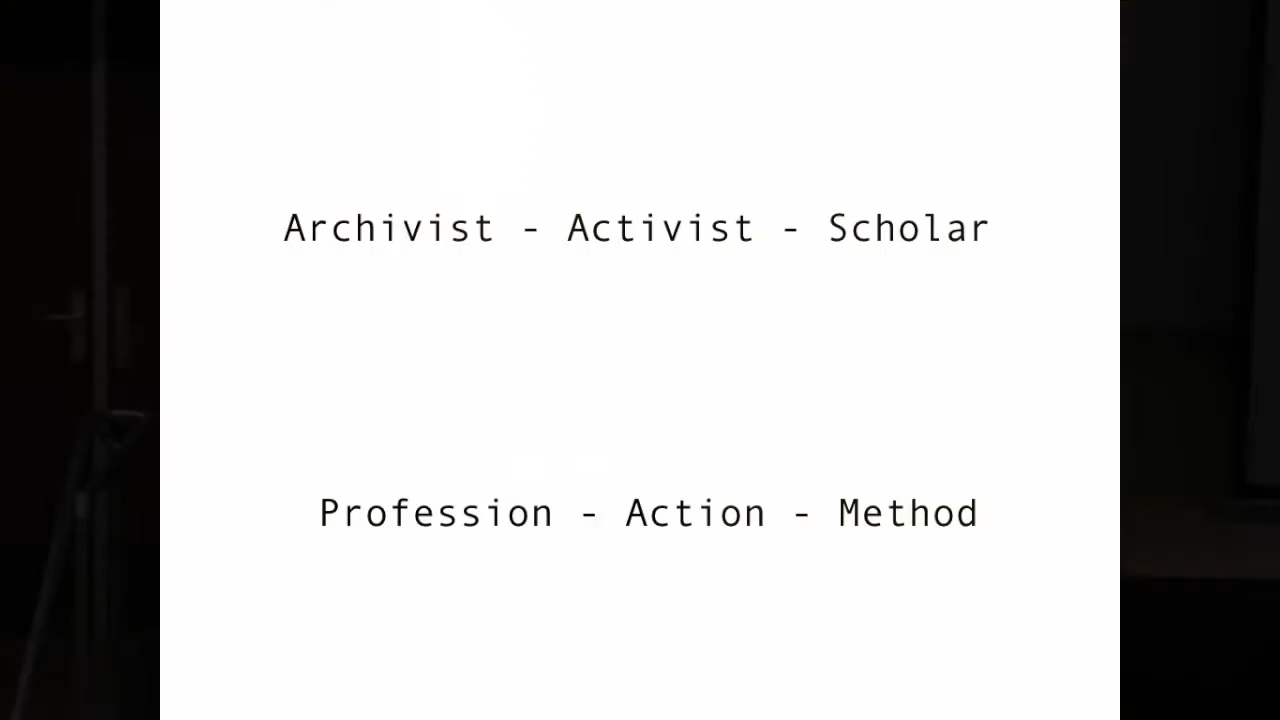 Archivist - Activist - Scholar
Profession - Action - Method